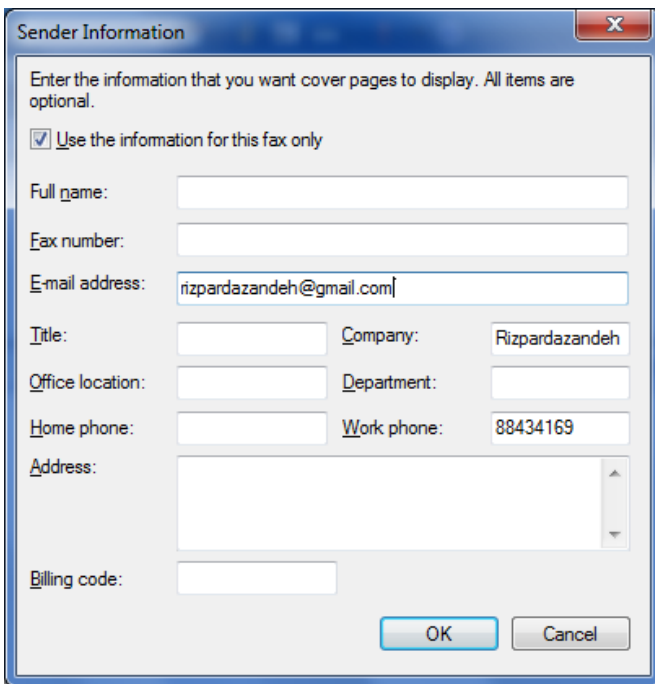 Sender Information
Enter the information that you want cover pages to display. All items are
optional.
Use the information for this fax only
Full name:
Fax number:
E-mail address: rizpardazandeh@gmail.com
Title: Company: Rizpardazandeh
Office location: Department:
Home phone: Work phone: 88434169
Address:
Billing code:
OK Cancel